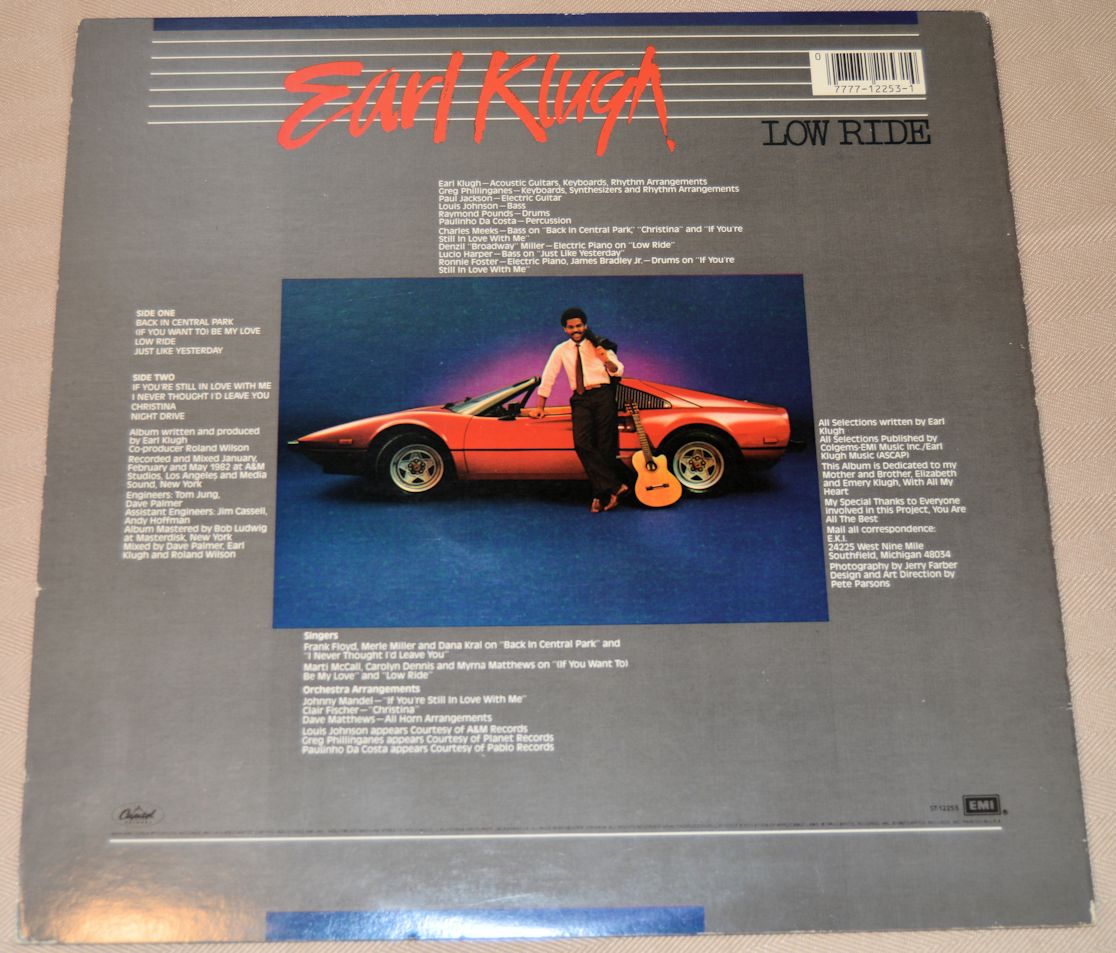 Earl Klugh
0
7777-12253-1
LOW RIDE
Earl Klugh—Acoustic Guitars, Keyboards, Rhythm Arrangements
Greg Phillinganes—Keyboards, Synthesizers and Rhythm Arrangements
Paul Jackson—Electric Guitar
Louis Johnson—Bass
Raymond Pounds—Drums
Paulinho Da Costa—Percussion
Charles Meeks—Bass on "Back in Central Park," "Christina" and "If You're
Still In Love With Me"
Denzil "Broadway" Miller—Electric Piano on "Low Ride"
Lucio Harper—Bass on "Just Like Yesterday"
Ronnie Foster—Electric Piano, James Bradley Jr.—Drums on "If You're
Still In Love With Me"
SIDE ONE
BACK IN CENTRAL PARK
(IF YOU WANT TO) BE MY LOVE
LOW RIDE
JUST LIKE YESTERDAY
SIDE TWO
IF YOU'RE STILL IN LOVE WITH ME
I NEVER THOUGHT I'D LEAVE YOU
CHRISTINA
NIGHT DRIVE
Album written and produced
by Earl Klugh
Co-producer Roland Wilson
Recorded and Mixed January,
February and May 1982 at A&M
Studios, Los Angeles and Media
Sound, New York
Engineers: Tom Jung,
Dave Palmer
Assistant Engineers: Jim Cassell,
Andy Hoffman
Album Mastered by Bob Ludwig
at Masterdisk, New York
Mixed by Dave Palmer, Earl
Klugh and Roland Wilson
All Selections written by Earl
Klugh
All Selections Published by
Colgems-EMI Music Inc./Earl
Klugh Music (ASCAP)
This Album is Dedicated to my
Mother and Brother, Elizabeth
and Emery Klugh, With All My
Heart
My Special Thanks to Everyone
Involved in this Project, You Are
All The Best
Mail all correspondence:
E.K.I.
24225 West Nine Mile
Southfield, Michigan 48034
Photography by Jerry Farber
Design and Art Direction by
Pete Parsons
Singers
Frank Floyd, Merle Miller and Dana Kral on "Back In Central Park" and
"I Never Thought I'd Leave You"
Marti McCall, Carolyn Dennis and Myrna Matthews on "(If You Want To)
Be My Love" and "Low Ride"
Orchestra Arrangements
Johnny Mandel—"If You're Still In Love With Me"
Clair Fischer—"Christina"
Dave Matthews—All Horn Arrangements
Louis Johnson appears Courtesy of A&M Records
Greg Phillinganes appears Courtesy of Planet Records
Paulinho Da Costa appears Courtesy of Pablo Records
Capitol
ST-12253
EMI